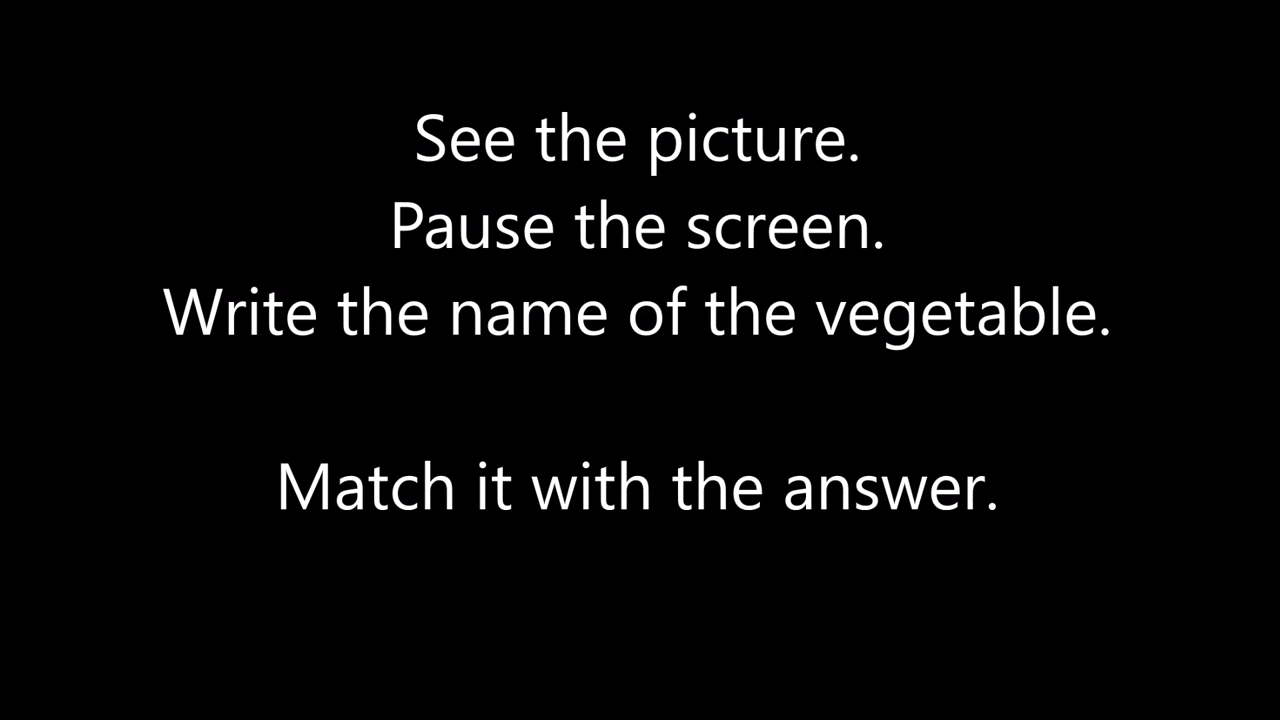 See the picture.
Pause the screen.
Write the name of the vegetable.
Match it with the answer.